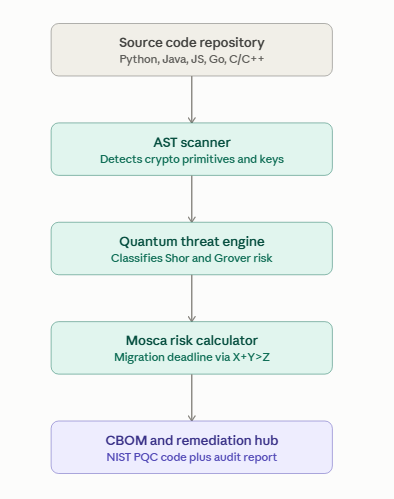 Source code repository
Python, Java, JS, Go, C/C++
AST scanner
Detects crypto primitives and keys
Quantum threat engine
Classifies Shor and Grover risk
Mosca risk calculator
Migration deadline via X+Y>Z
CBOM and remediation hub
NIST PQC code plus audit report